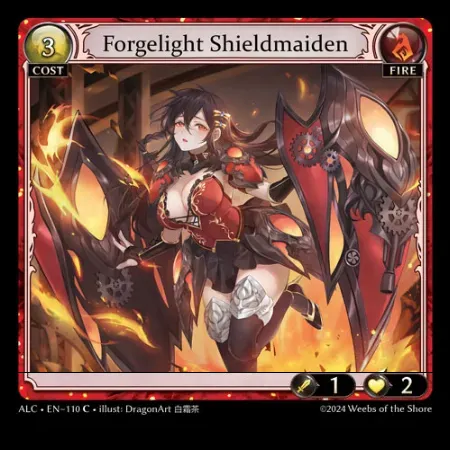 3 Forgelight Shieldmaiden
COST FIRE
1 2
ALC • EN-110 C • illust: DragonArt 白霜茶 ©2024 Weebs of the Shore